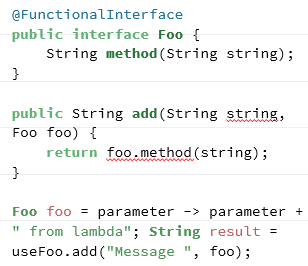 @FunctionalInterface
public interface Foo {
    String method(String string);
}
public String add(String string,
Foo foo) {
    return foo.method(string);
}
Foo foo = parameter -> parameter +
" from lambda"; String result =
useFoo.add("Message ", foo);